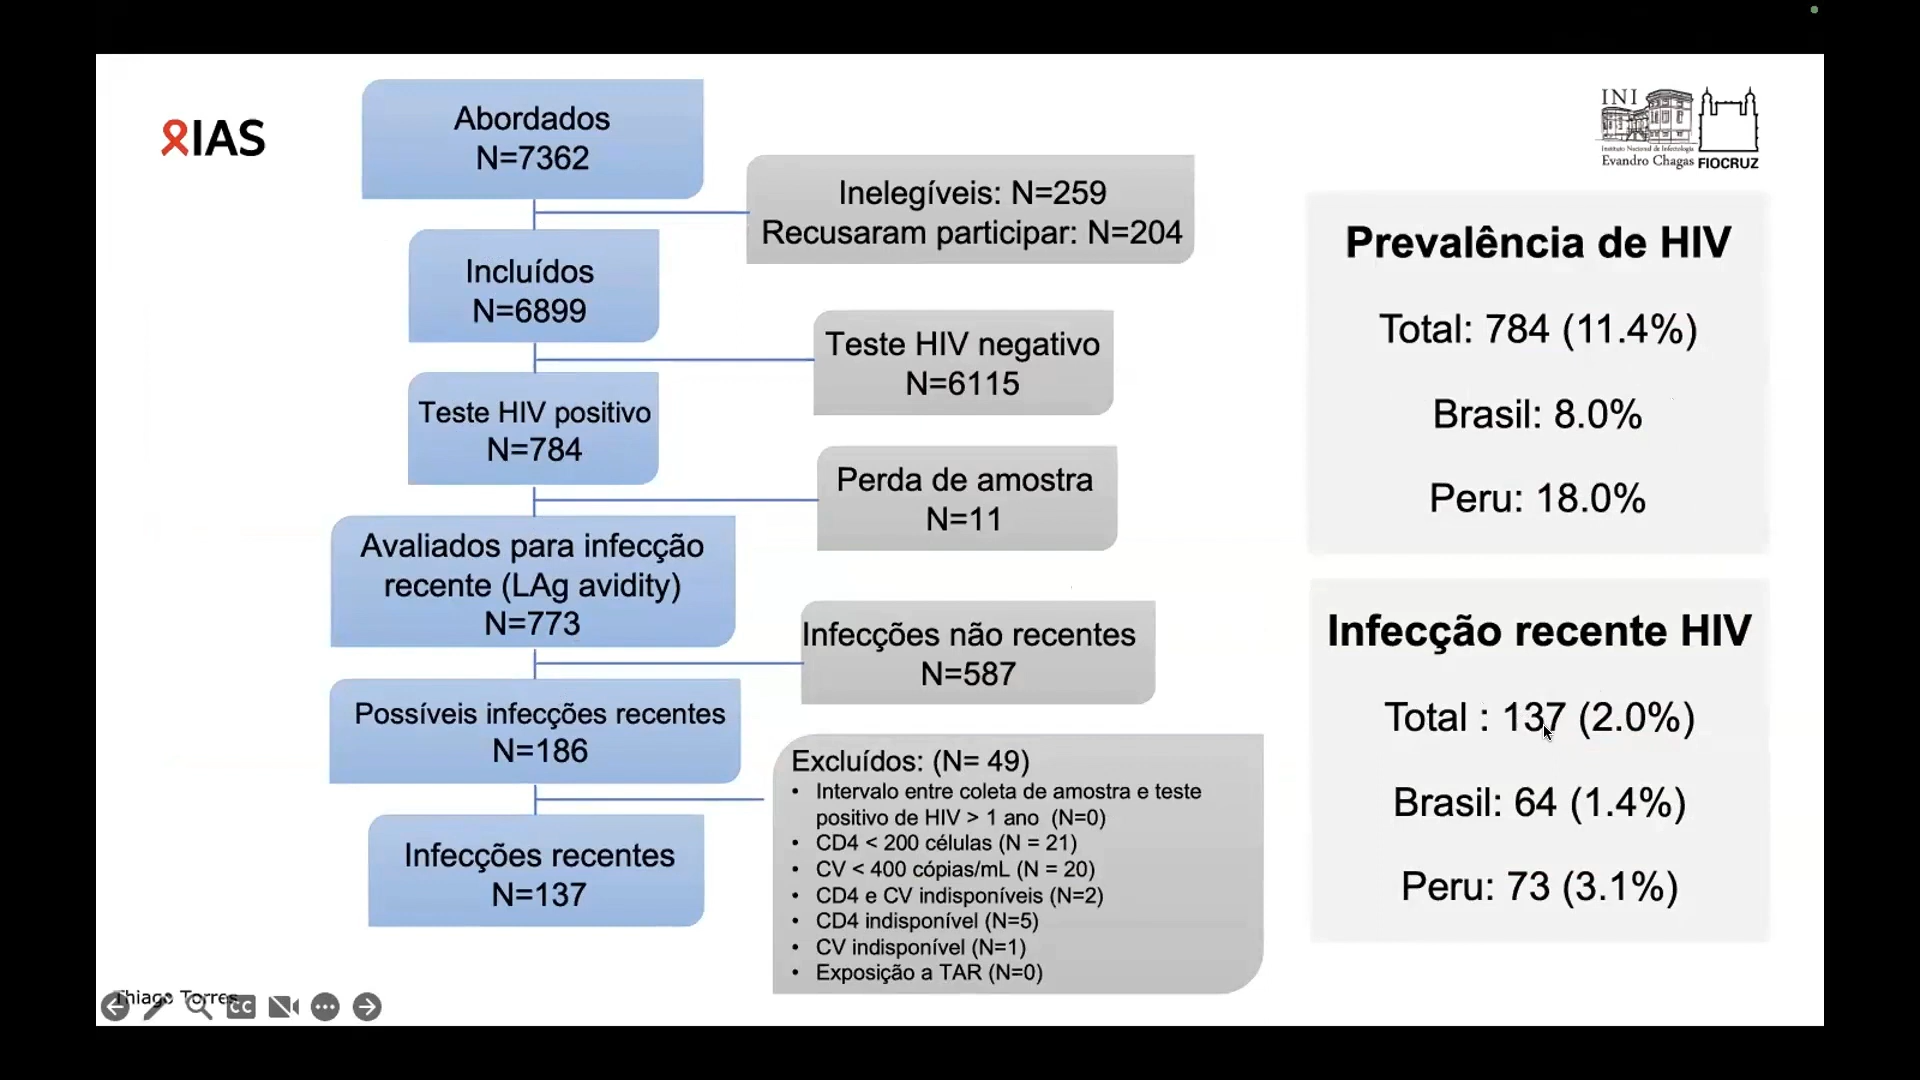 IAS
Abordados
N=7362
Inelegíveis: N=259
Recusaram participar: N=204
Incluídos
N=6899
Teste HIV negativo
N=6115
Teste HIV positivo
N=784
Perda de amostra
N=11
Avaliados para infecção
recente (LAg avidity)
N=773
Infecções não recentes
N=587
Possíveis infecções recentes
N=186
Excluídos: (N= 49)
• Intervalo entre coleta de amostra e teste
positivo de HIV > 1 ano (N=0)
• CD4 < 200 células (N = 21)
• CV < 400 cópias/mL (N = 20)
• CD4 e CV indisponíveis (N=2)
• CD4 indisponível (N=5)
• CV indisponível (N=1)
• Exposição a TAR (N=0)
Infecções recentes
N=137
INI
Instituto Nacional de Infectologia
Evandro Chagas
FIOCRUZ
Prevalência de HIV
Total: 784 (11.4%)
Brasil: 8.0%
Peru: 18.0%
Infecção recente HIV
Total : 137 (2.0%)
Brasil: 64 (1.4%)
Peru: 73 (3.1%)
Thiago Torres
CC